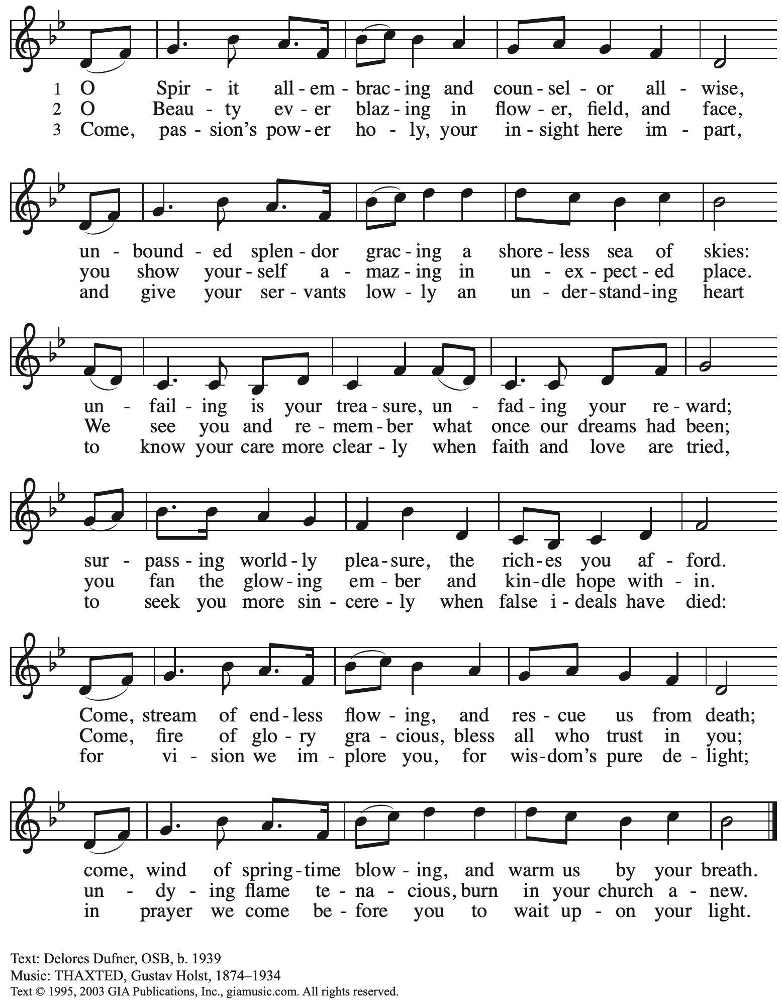 1 O Spir - it all - em - brac - ing and coun - sel - or all - wise,
2 O Beau - ty ev - er blaz - ing in flow - er, field, and face,
3 Come, pas - sion's pow - er ho - ly, your in - sight here im - part,
un - bound - ed splen - dor grac - ing a shore - less sea of skies:
you show your - self a - maz - ing in un - ex - pect - ed place.
and give your ser - vants low - ly an un - der - stand - ing heart
un - fail - ing is your trea - sure, un - fad - ing your re - ward;
We see you and re - mem - ber what once our dreams had been;
to know your care more clear - ly when faith and love are tried,
sur - pass - ing world - ly plea - sure, the rich - es you af - ford.
you fan the glow - ing em - ber and kin - dle hope with - in.
to seek you more sin - cere - ly when false i - deals have died:
Come, stream of end - less flow - ing, and res - cue us from death;
Come, fire of glo - ry gra - cious, bless all who trust in you;
for vi - sion we im - plore you, for wis - dom's pure de - light;
come, wind of spring - time blow - ing, and warm us by your breath.
un - dy - ing flame te - na - cious, burn in your church a - new.
in prayer we come be - fore you to wait up - on your light.
Text: Delores Dufner, OSB, b. 1939
Music: THAXTED, Gustav Holst, 1874–1934
Text © 1995, 2003 GIA Publications, Inc., giamusic.com. All rights reserved.